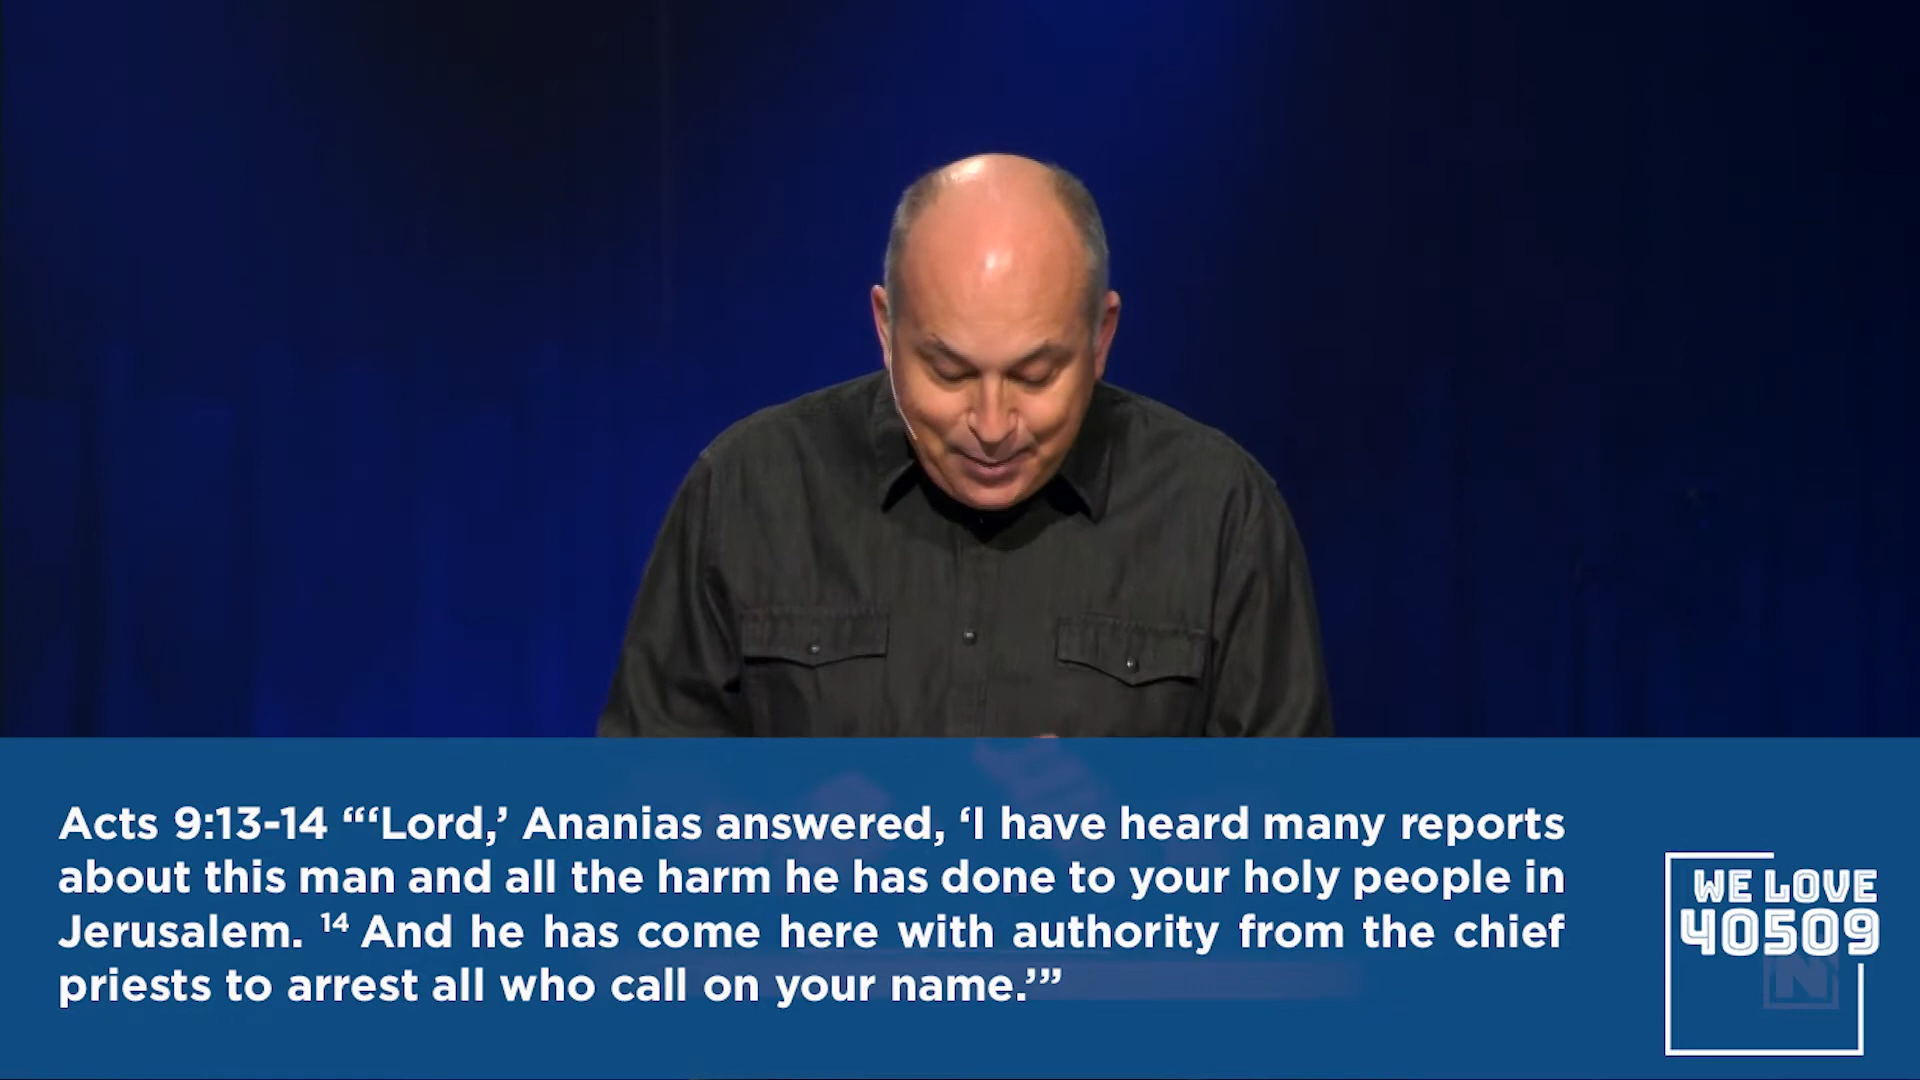 Acts 9:13-14 “‘Lord,’ Ananias answered, ‘I have heard many reports
about this man and all the harm he has done to your holy people in
Jerusalem. ¹⁴ And he has come here with authority from the chief
priests to arrest all who call on your name.’”
WE LOVE
40509
N